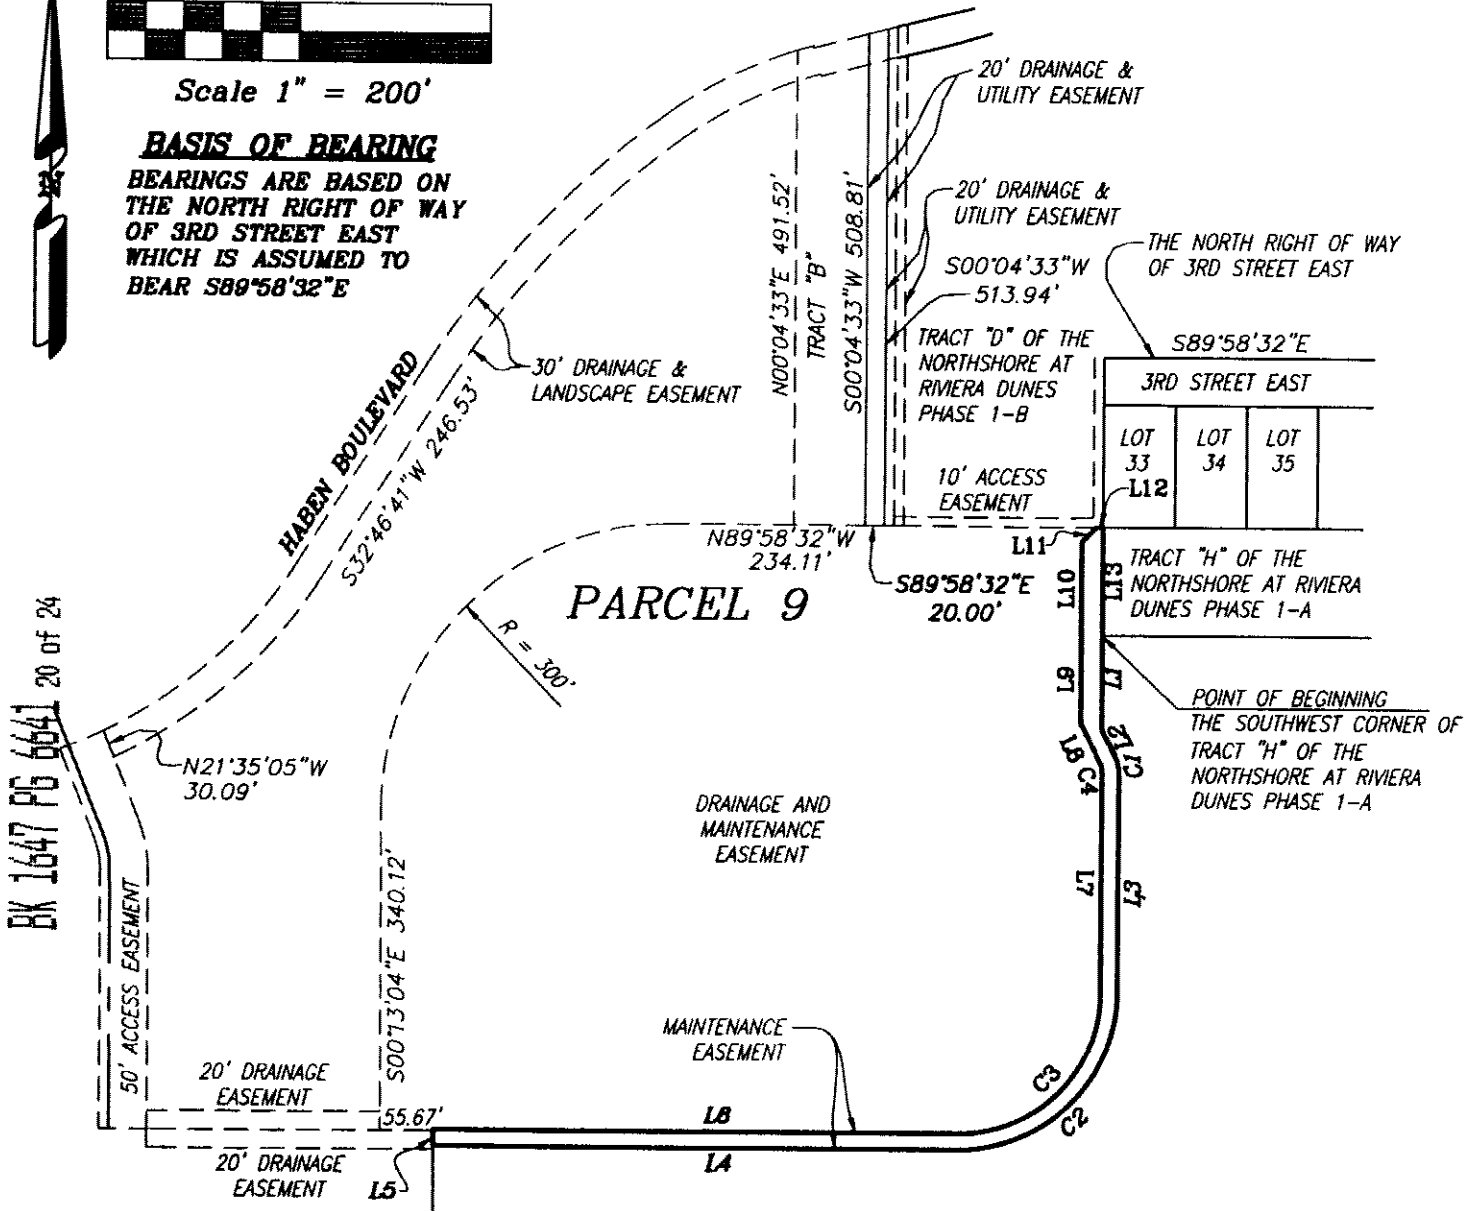 Scale 1" = 200'
N
BASIS OF BEARING
BEARINGS ARE BASED ON
THE NORTH RIGHT OF WAY
OF 3RD STREET EAST
WHICH IS ASSUMED TO
BEAR S89°58'32"E
20' DRAINAGE &
UTILITY EASEMENT
20' DRAINAGE &
UTILITY EASEMENT
THE NORTH RIGHT OF WAY
OF 3RD STREET EAST
S00°04'33"W
513.94'
N00°04'33"E 491.52'
TRACT "B"
S00°04'33"W 508.81'
TRACT "D" OF THE
NORTHSHORE AT
RIVIERA DUNES
PHASE 1-B
S89°58'32"E
3RD STREET EAST
LOT
33
LOT
34
LOT
35
30' DRAINAGE &
LANDSCAPE EASEMENT
HABEN BOULEVARD
S32°46'41"W 246.53'
10' ACCESS
EASEMENT
L12
L11
N89°58'32"W
234.11'
S89°58'32"E
20.00'
PARCEL 9
R = 300'
L10
L13
TRACT "H" OF THE
NORTHSHORE AT RIVIERA
DUNES PHASE 1-A
L9
L1
POINT OF BEGINNING
THE SOUTHWEST CORNER OF
TRACT "H" OF THE
NORTHSHORE AT RIVIERA
DUNES PHASE 1-A
L8
C4
L2
C1
BK 1647 PG 6641 20 of 24
N21°35'05"W
30.09'
DRAINAGE AND
MAINTENANCE
EASEMENT
L7
L3
50' ACCESS EASEMENT
S00°13'04"E 340.12'
MAINTENANCE
EASEMENT
C3
C2
20' DRAINAGE
EASEMENT
55.67'
L6
L4
20' DRAINAGE
EASEMENT
L5